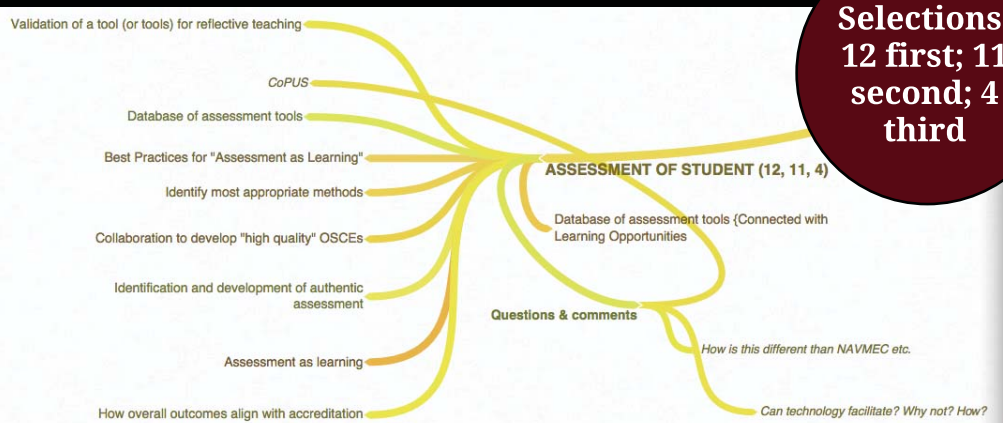 Selections
12 first; 11
second; 4
third
Validation of a tool (or tools) for reflective teaching
CoPUS
Database of assessment tools
Best Practices for "Assessment as Learning"
Identify most appropriate methods
Collaboration to develop "high quality" OSCEs
Identification and development of authentic
assessment
Assessment as learning
How overall outcomes align with accreditation
ASSESSMENT OF STUDENT (12, 11, 4)
Database of assessment tools {Connected with
Learning Opportunities
Questions & comments
How is this different than NAVMEC etc.
Can technology facilitate? Why not? How?